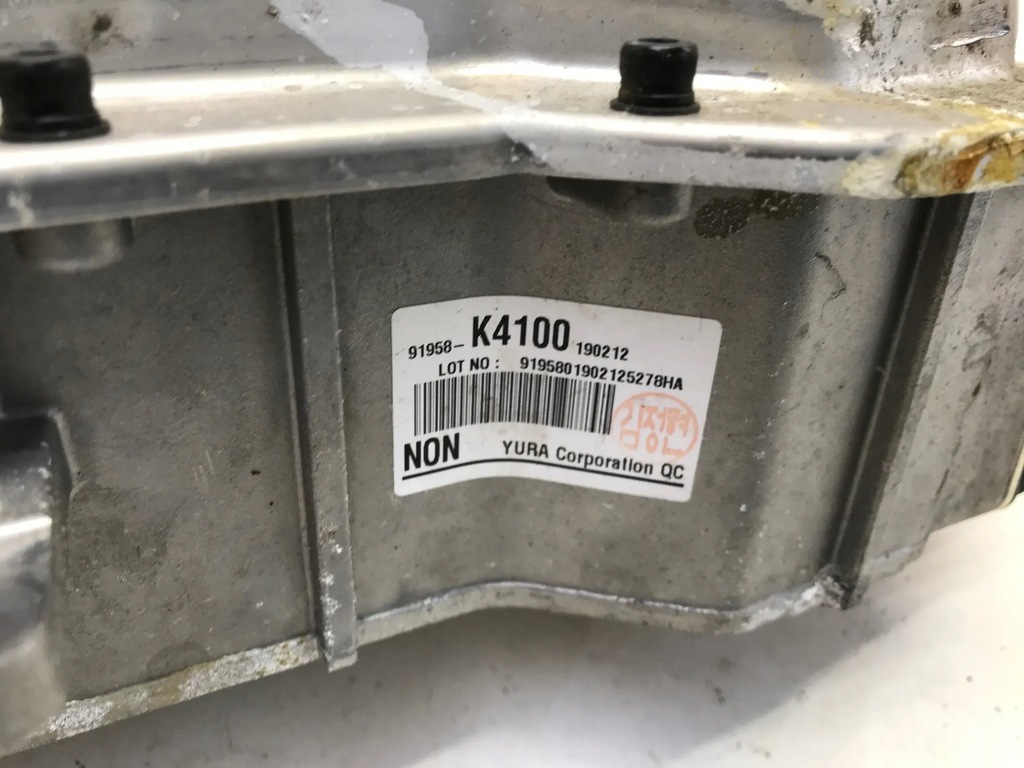 91958- K4100 190212
LOT NO : 9195801902125278HA
NON YURA Corporation QC